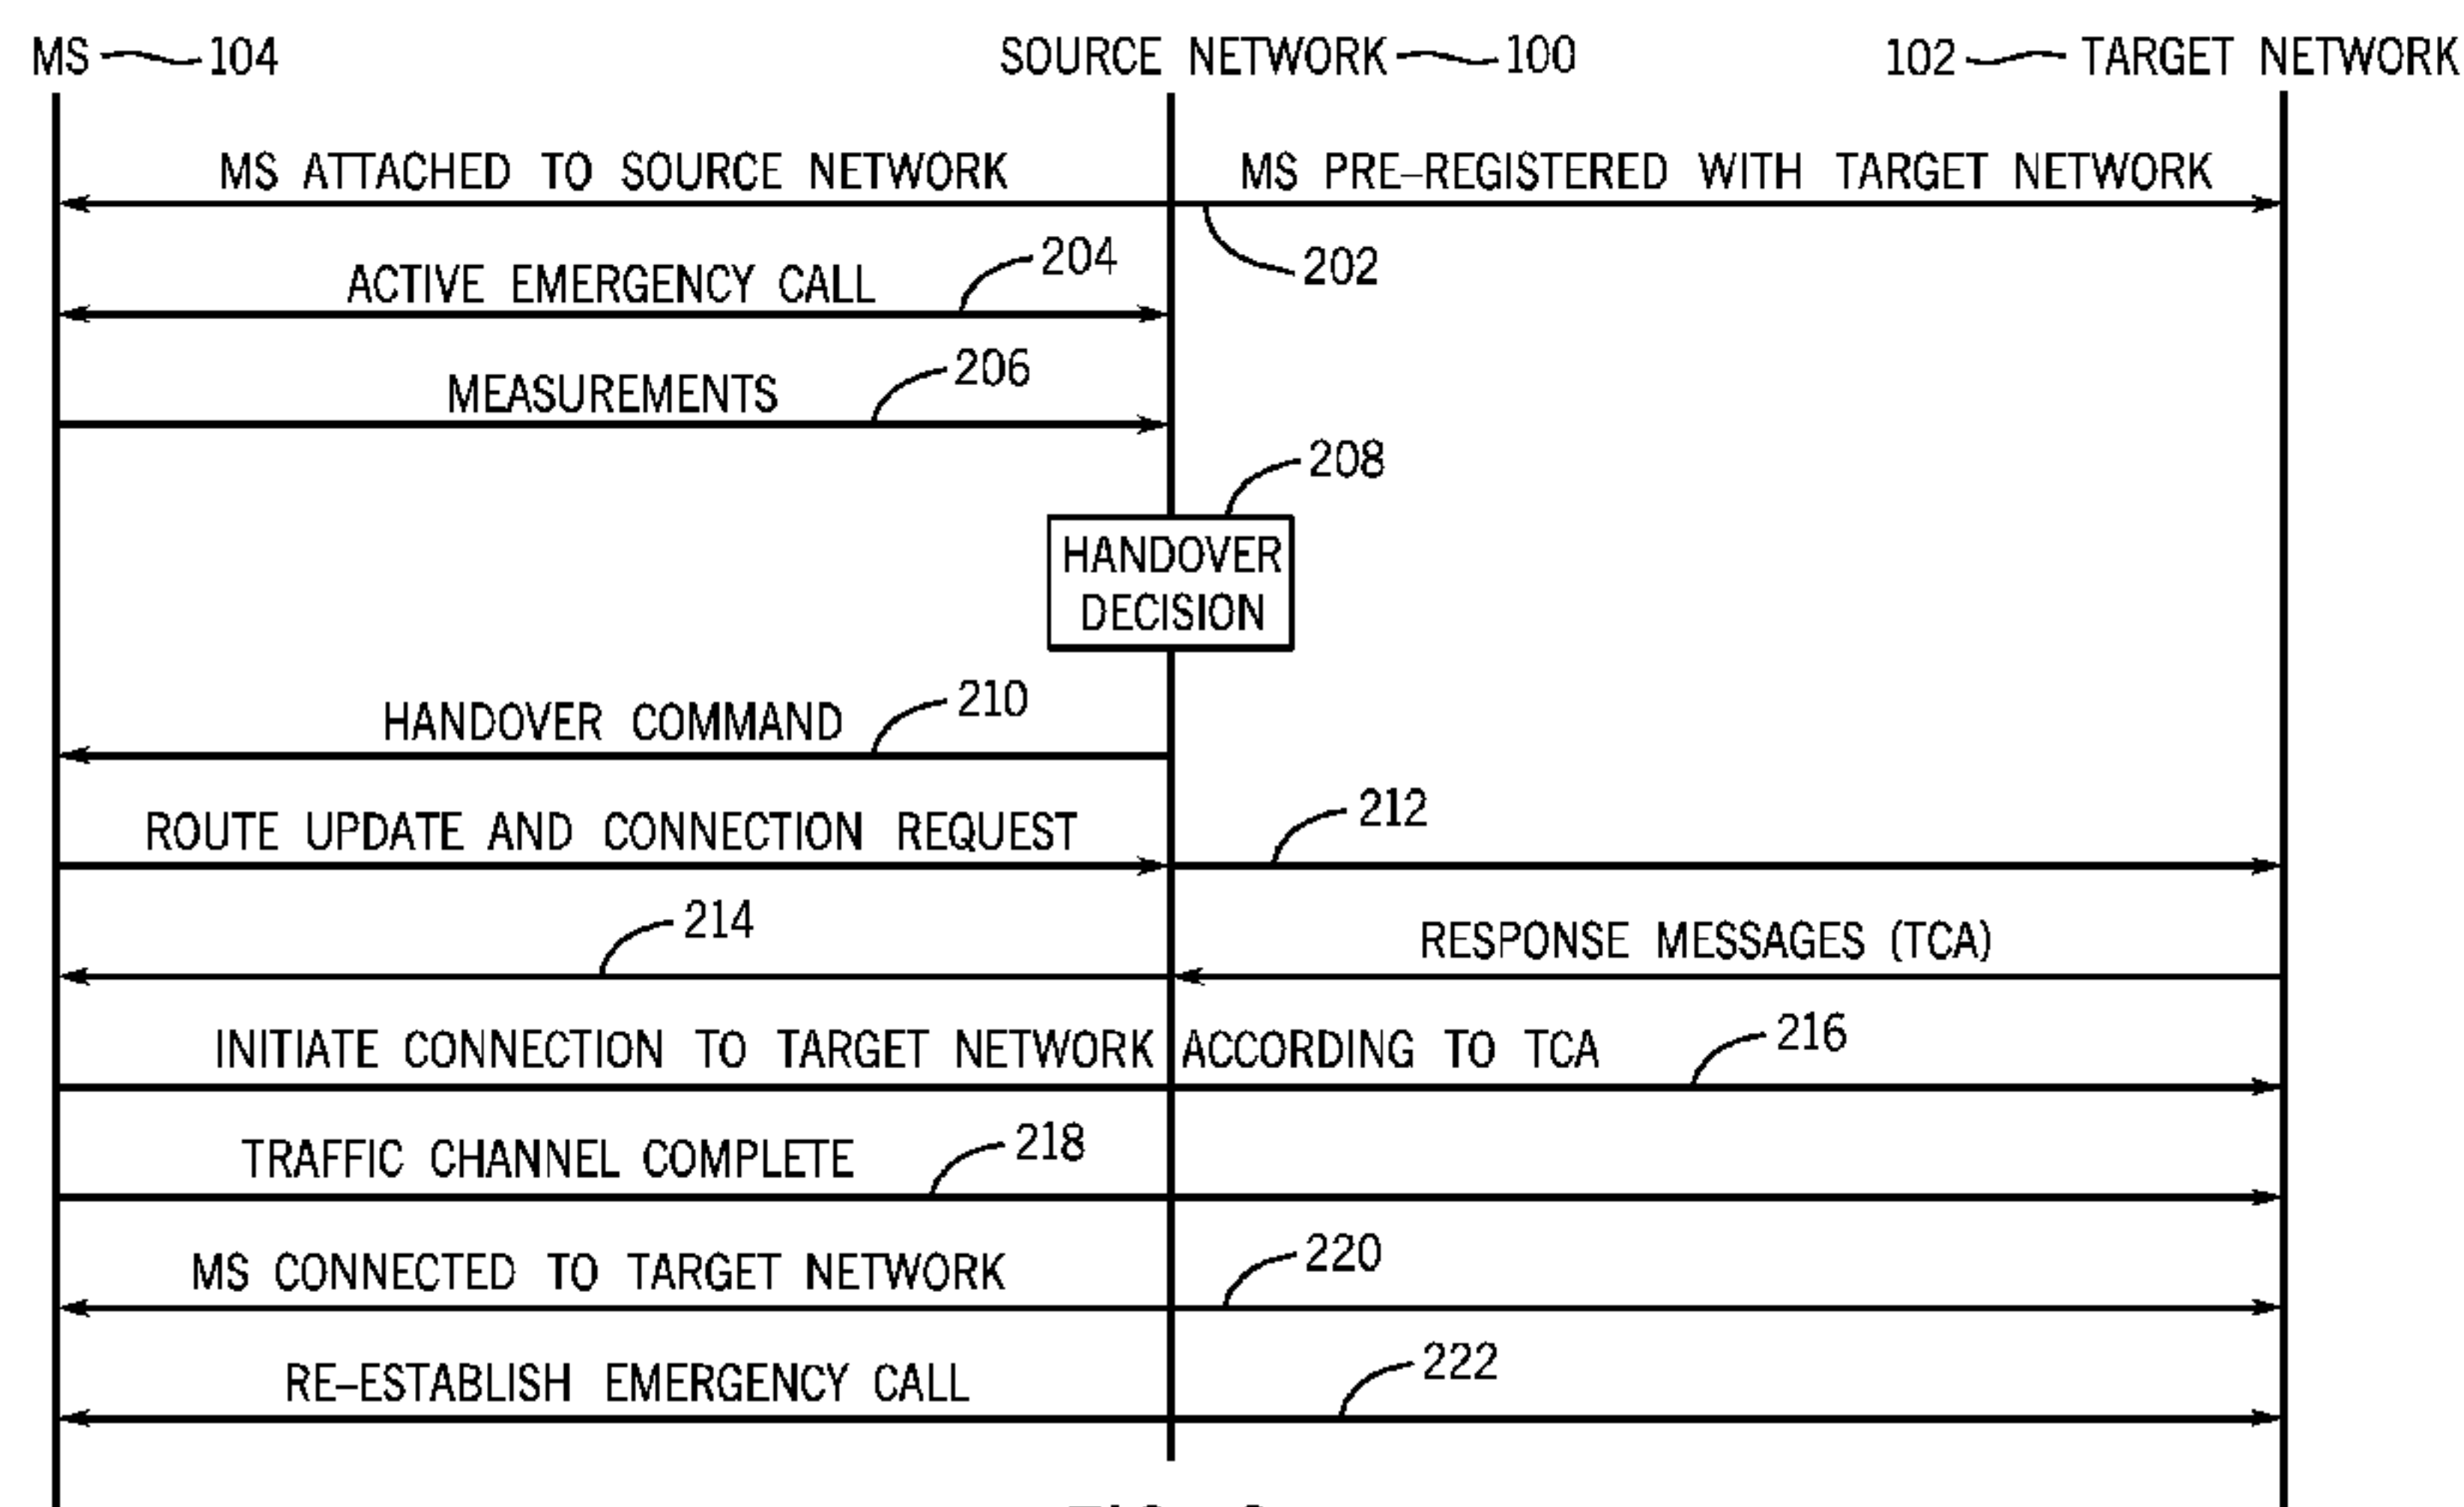 MS 104
SOURCE NETWORK 100
102 TARGET NETWORK
MS ATTACHED TO SOURCE NETWORK
MS PRE-REGISTERED WITH TARGET NETWORK
202
ACTIVE EMERGENCY CALL
204
MEASUREMENTS
206
208
HANDOVER
DECISION
HANDOVER COMMAND
210
ROUTE UPDATE AND CONNECTION REQUEST
212
214
RESPONSE MESSAGES (TCA)
INITIATE CONNECTION TO TARGET NETWORK ACCORDING TO TCA
216
TRAFFIC CHANNEL COMPLETE
218
MS CONNECTED TO TARGET NETWORK
220
RE-ESTABLISH EMERGENCY CALL
222